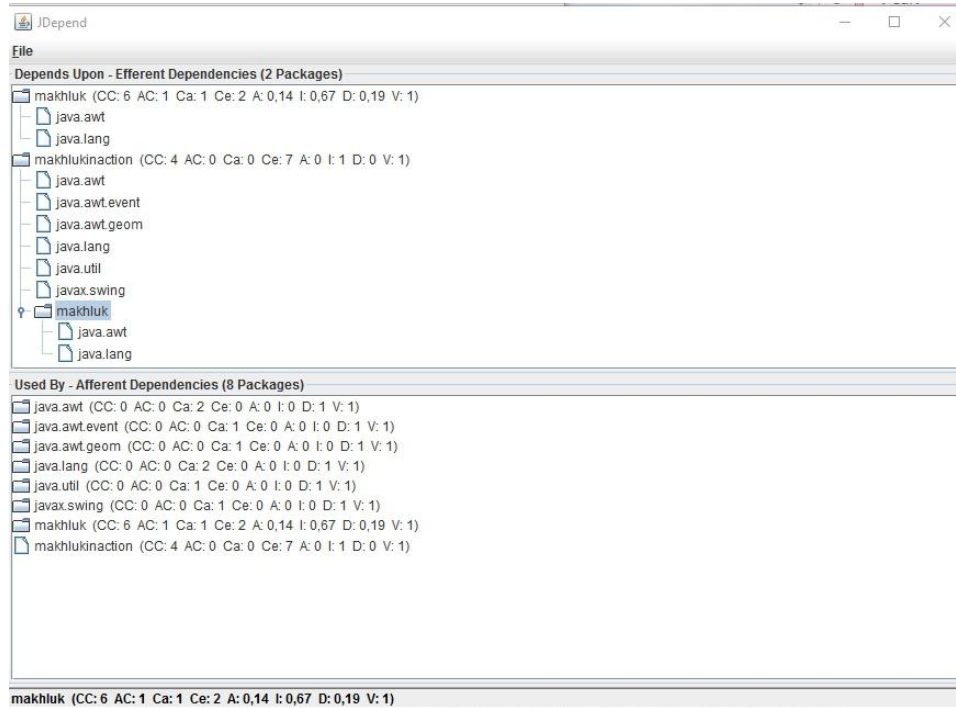 JDepend
File
Depends Upon - Efferent Dependencies (2 Packages)
makhluk (CC: 6 AC: 1 Ca: 1 Ce: 2 A: 0,14 I: 0,67 D: 0,19 V: 1)
java.awt
java.lang
makhlukinaction (CC: 4 AC: 0 Ca: 0 Ce: 7 A: 0 I: 1 D: 0 V: 1)
java.awt
java.awt.event
java.awt.geom
java.lang
java.util
javax.swing
makhluk
java.awt
java.lang
Used By - Afferent Dependencies (8 Packages)
java.awt (CC: 0 AC: 0 Ca: 2 Ce: 0 A: 0 I: 0 D: 1 V: 1)
java.awt.event (CC: 0 AC: 0 Ca: 1 Ce: 0 A: 0 I: 0 D: 1 V: 1)
java.awt.geom (CC: 0 AC: 0 Ca: 1 Ce: 0 A: 0 I: 0 D: 1 V: 1)
java.lang (CC: 0 AC: 0 Ca: 2 Ce: 0 A: 0 I: 0 D: 1 V: 1)
java.util (CC: 0 AC: 0 Ca: 1 Ce: 0 A: 0 I: 0 D: 1 V: 1)
javax.swing (CC: 0 AC: 0 Ca: 1 Ce: 0 A: 0 I: 0 D: 1 V: 1)
makhluk (CC: 6 AC: 1 Ca: 1 Ce: 2 A: 0,14 I: 0,67 D: 0,19 V: 1)
makhlukinaction (CC: 4 AC: 0 Ca: 0 Ce: 7 A: 0 I: 1 D: 0 V: 1)
makhluk (CC: 6 AC: 1 Ca: 1 Ce: 2 A: 0,14 I: 0,67 D: 0,19 V: 1)